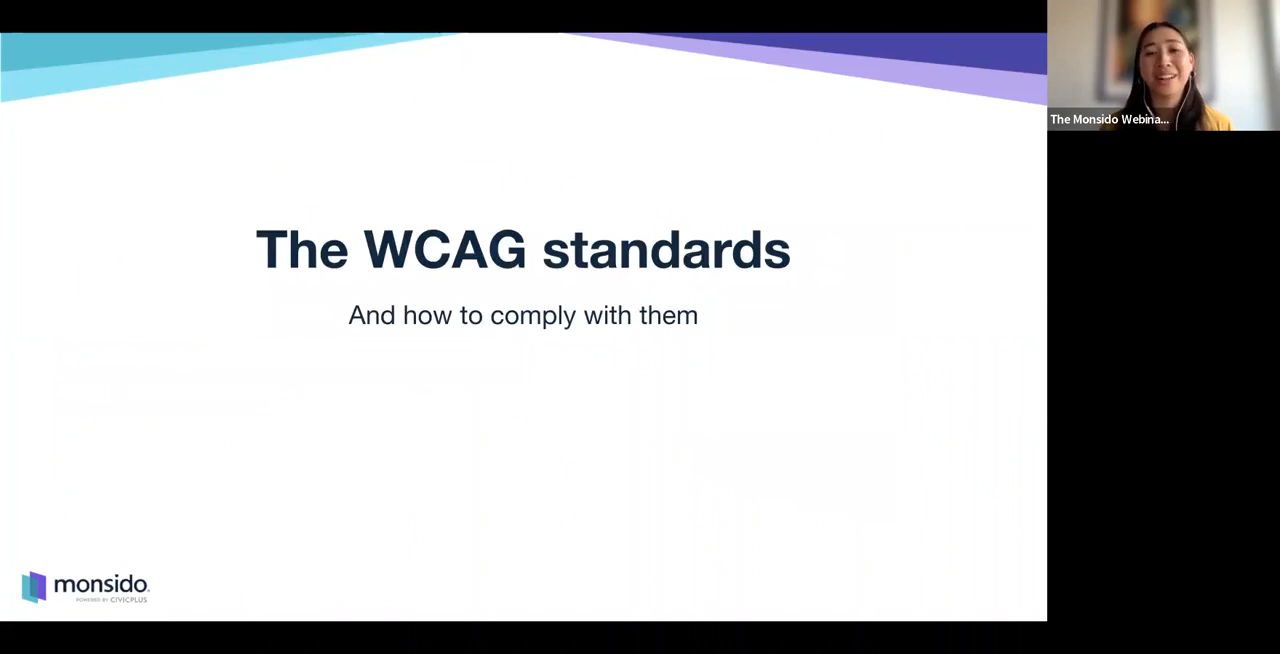 The WCAG standards
And how to comply with them
monsido
POWERED BY CIVICPLUS
The Monsido Webina...